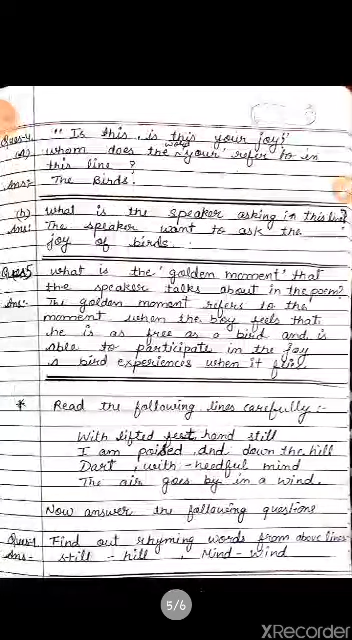 Ques-4. " Is this, is this your joy?'
(a) whom does the word 'your' refer to in
this line ?
Ans:- The Birds.
(b) what is the speaker asking in this line
Ans: The speaker want to ask the
joy of birds.
Ques5 what is the 'golden moment' that
the speaker talks about in the poem?
Ans:- The golden moment refers to the
moment when the boy feels that
he is as free as a bird and is
able to participate in the joy
a bird experiences when it flies.
* Read the following lines carefully :-
With lifted feet, hand still
I am poised, and down the hill
Dart, with - heedful mind
The air goes by in a wind.
Now answer the following questions
Ques-1 Find out rhyming words from above lines
Ans- still - hill , Mind - wind
5/6
XRecorder